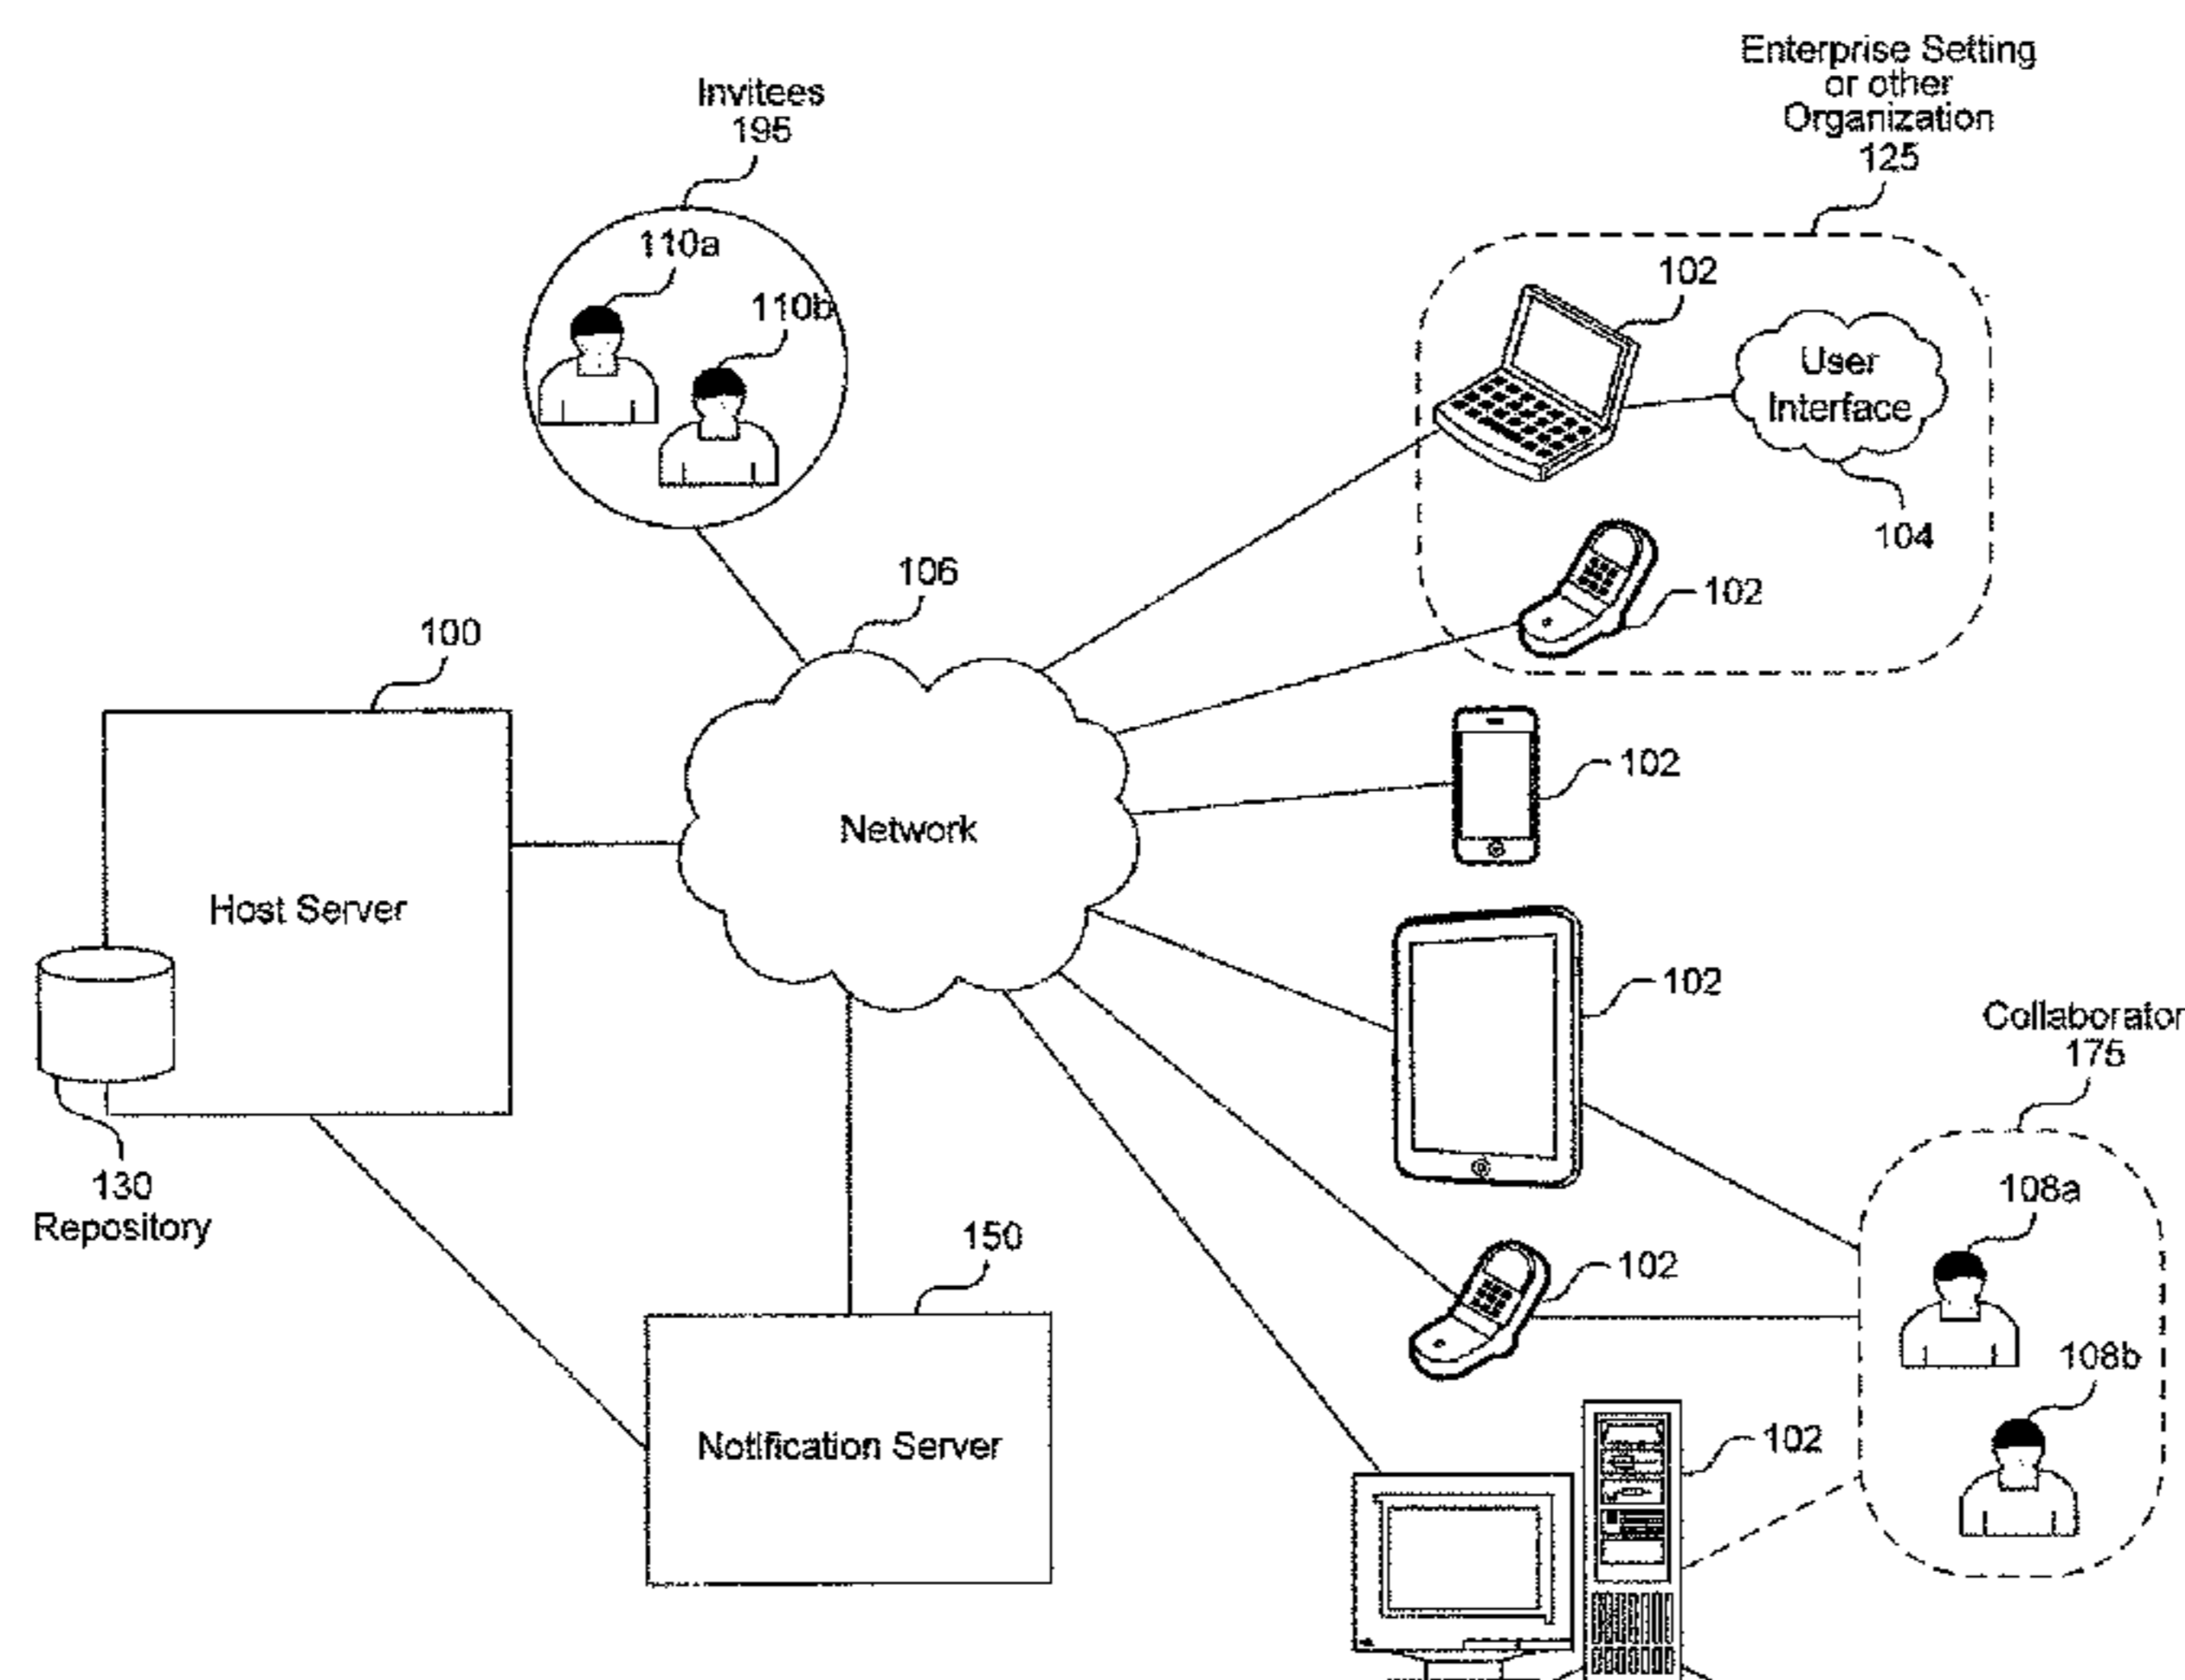 Enterprise Setting
or other
Organization
125
Invitees
195
110a
110b
102
User
Interface
104
102
106
100
102
Network
Host Server
102
Collaborator
175
130
Repository
108a
150
102
108b
102
Notification Server